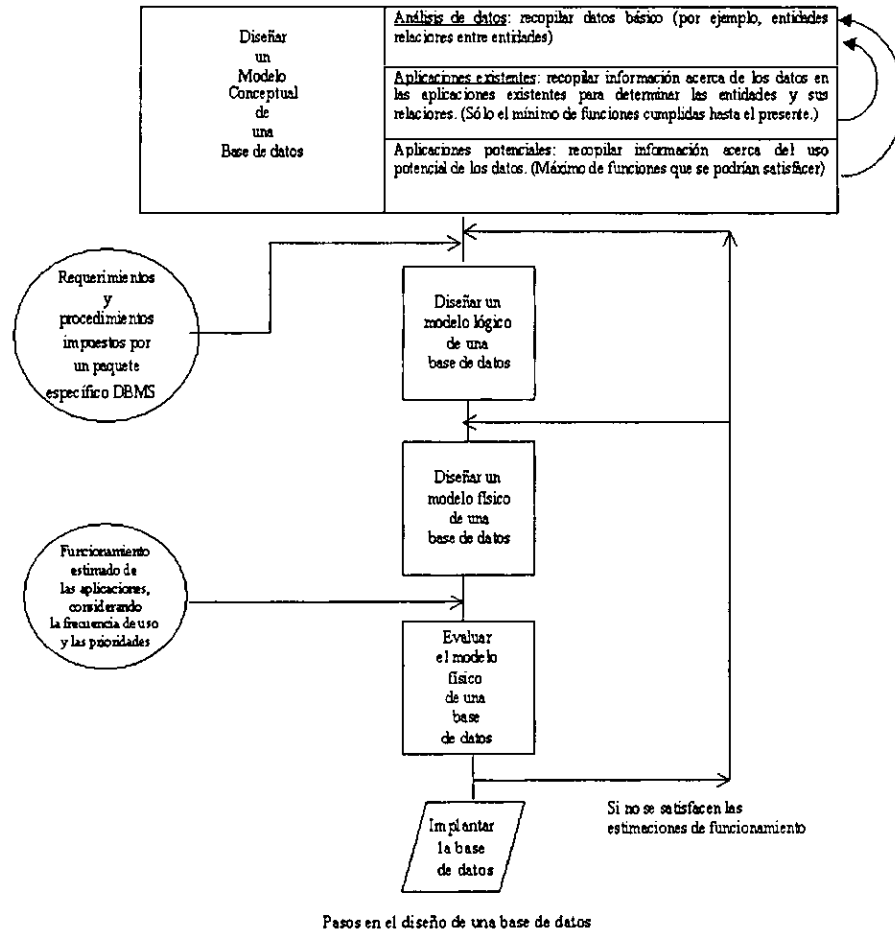 Diseñar
un
Modelo
Conceptual
de
una
Base de datos
Análisis de datos: recopilar datos básico (por ejemplo, entidades
relaciones entre entidades)
Aplicaciones existentes: recopilar información acerca de los datos en
las aplicaciones existentes para determinar las entidades y sus
relaciones. (Sólo el mínimo de funciones cumplidas hasta el presente.)
Aplicaciones potenciales: recopilar información acerca del uso
potencial de los datos. (Máximo de funciones que se podrían satisfacer)
Requerimientos
y
procedimientos
impuestos por
un paquete
específico DBMS
Diseñar un
modelo lógico
de una
base de datos
Diseñar un
modelo físico
de una
base de datos
Funcionamiento
estimado de
las aplicaciones,
considerando
la frecuencia de uso
y las prioridades
Evaluar
el modelo
físico
de una
base
de datos
Si no se satisfacen las
estimaciones de funcionamiento
Implantar
la base
de datos
Pasos en el diseño de una base de datos